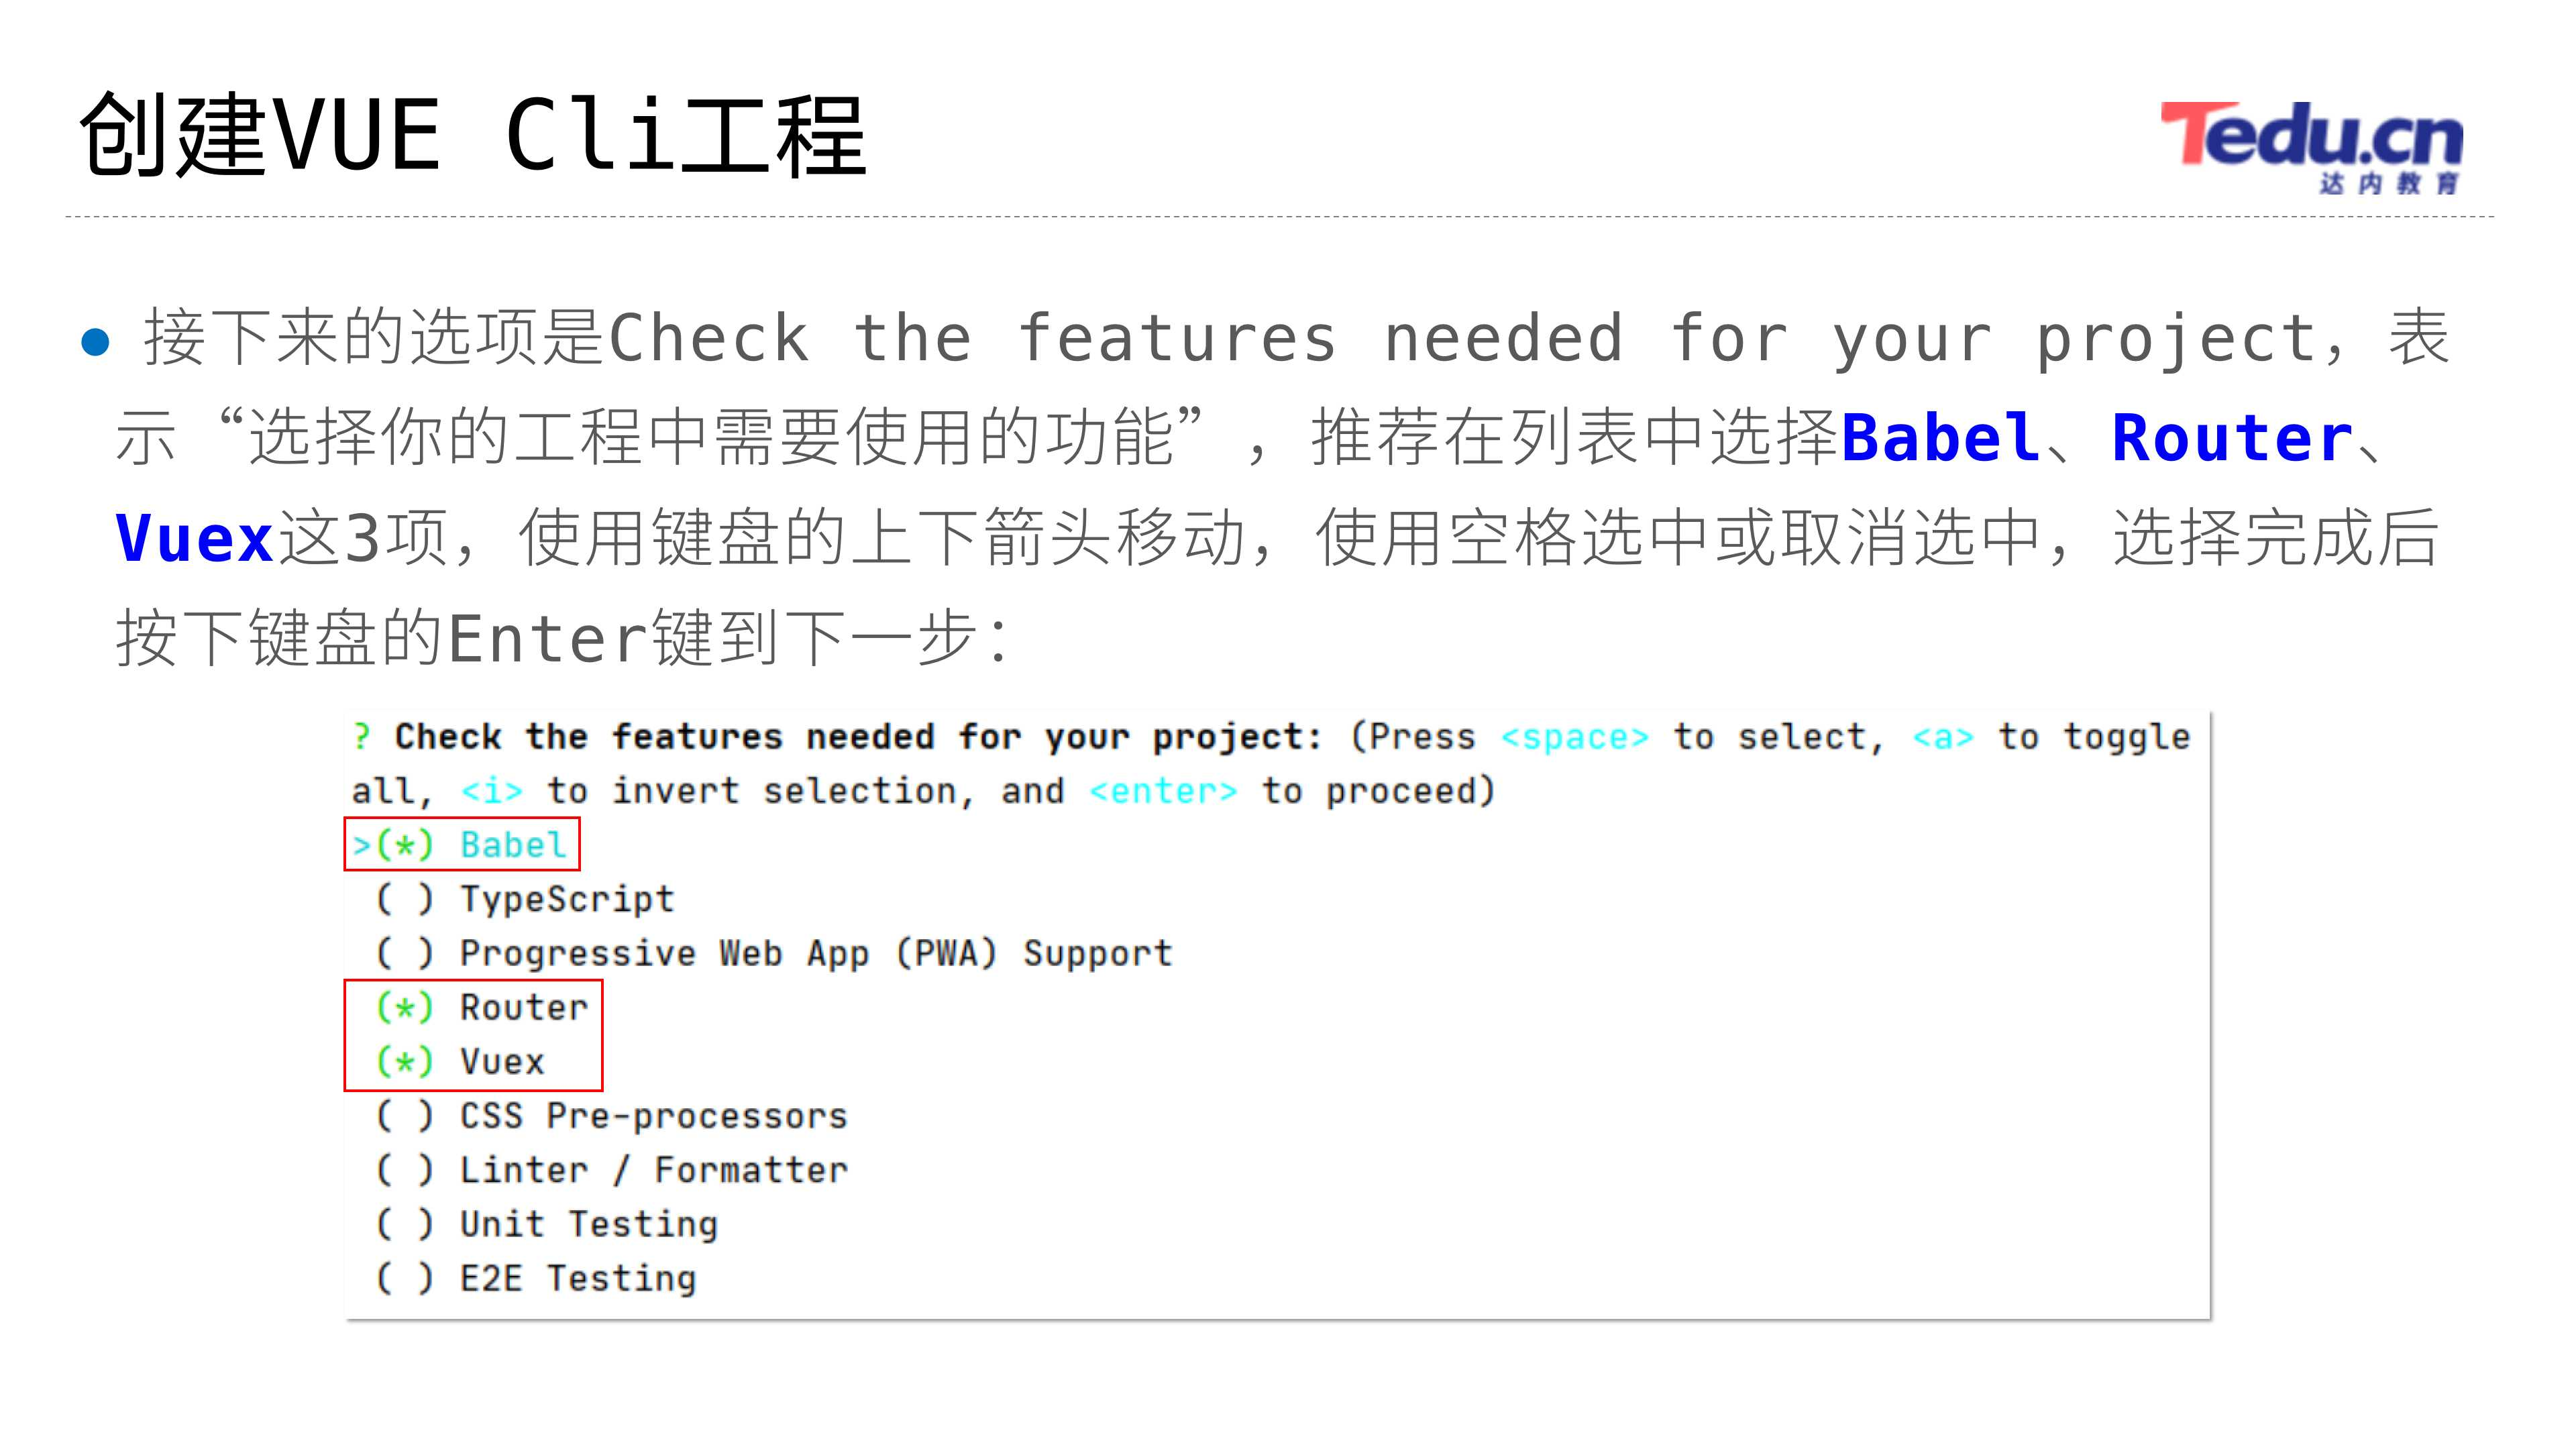 创建VUE Cli工程
Tedu.cn
达内教育
● 接下来的选项是Check the features needed for your project，表
示“选择你的工程中需要使用的功能”，推荐在列表中选择Babel、Router、
Vuex这3项，使用键盘的上下箭头移动，使用空格选中或取消选中，选择完成后
按下键盘的Enter键到下一步：
? Check the features needed for your project: (Press <space> to select, <a> to toggle
all, <i> to invert selection, and <enter> to proceed)
>(*) Babel
( ) TypeScript
( ) Progressive Web App (PWA) Support
(*) Router
(*) Vuex
( ) CSS Pre-processors
( ) Linter / Formatter
( ) Unit Testing
( ) E2E Testing